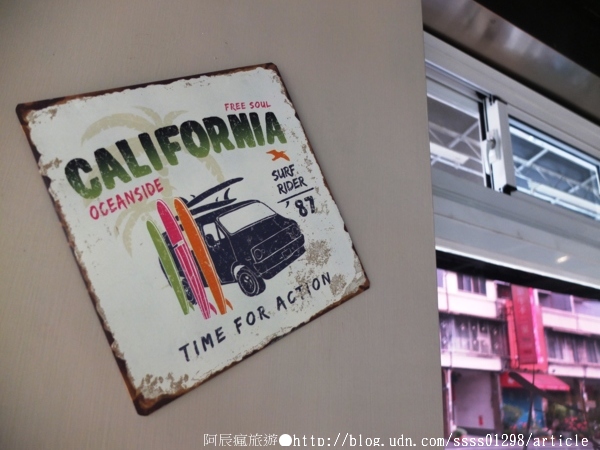 FREE SOUL
CALIFORNIA
OCEANSIDE
SURF
RIDER
'87
TIME FOR ACTION
阿辰瘋旅遊●http://blog.udn.com/ssss01298/article